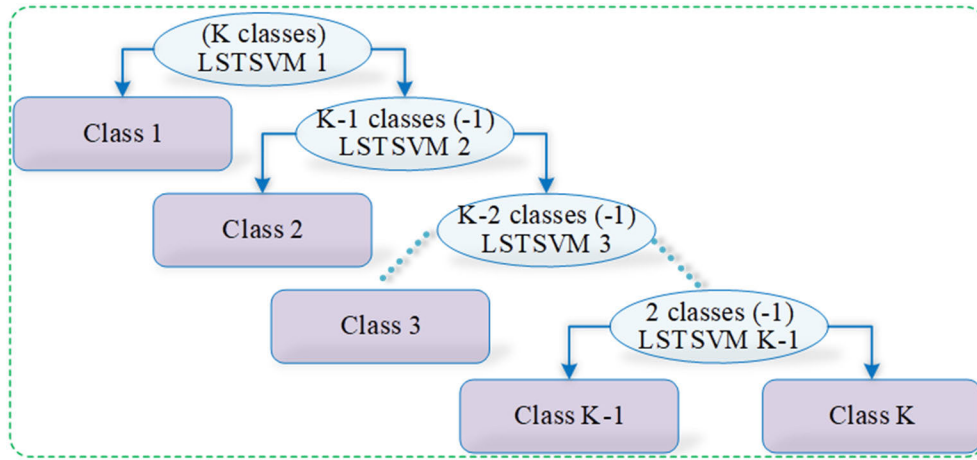 (K classes)
LSTSVM 1
Class 1
K-1 classes (-1)
LSTSVM 2
Class 2
K-2 classes (-1)
LSTSVM 3
Class 3
2 classes (-1)
LSTSVM K-1
Class K-1
Class K